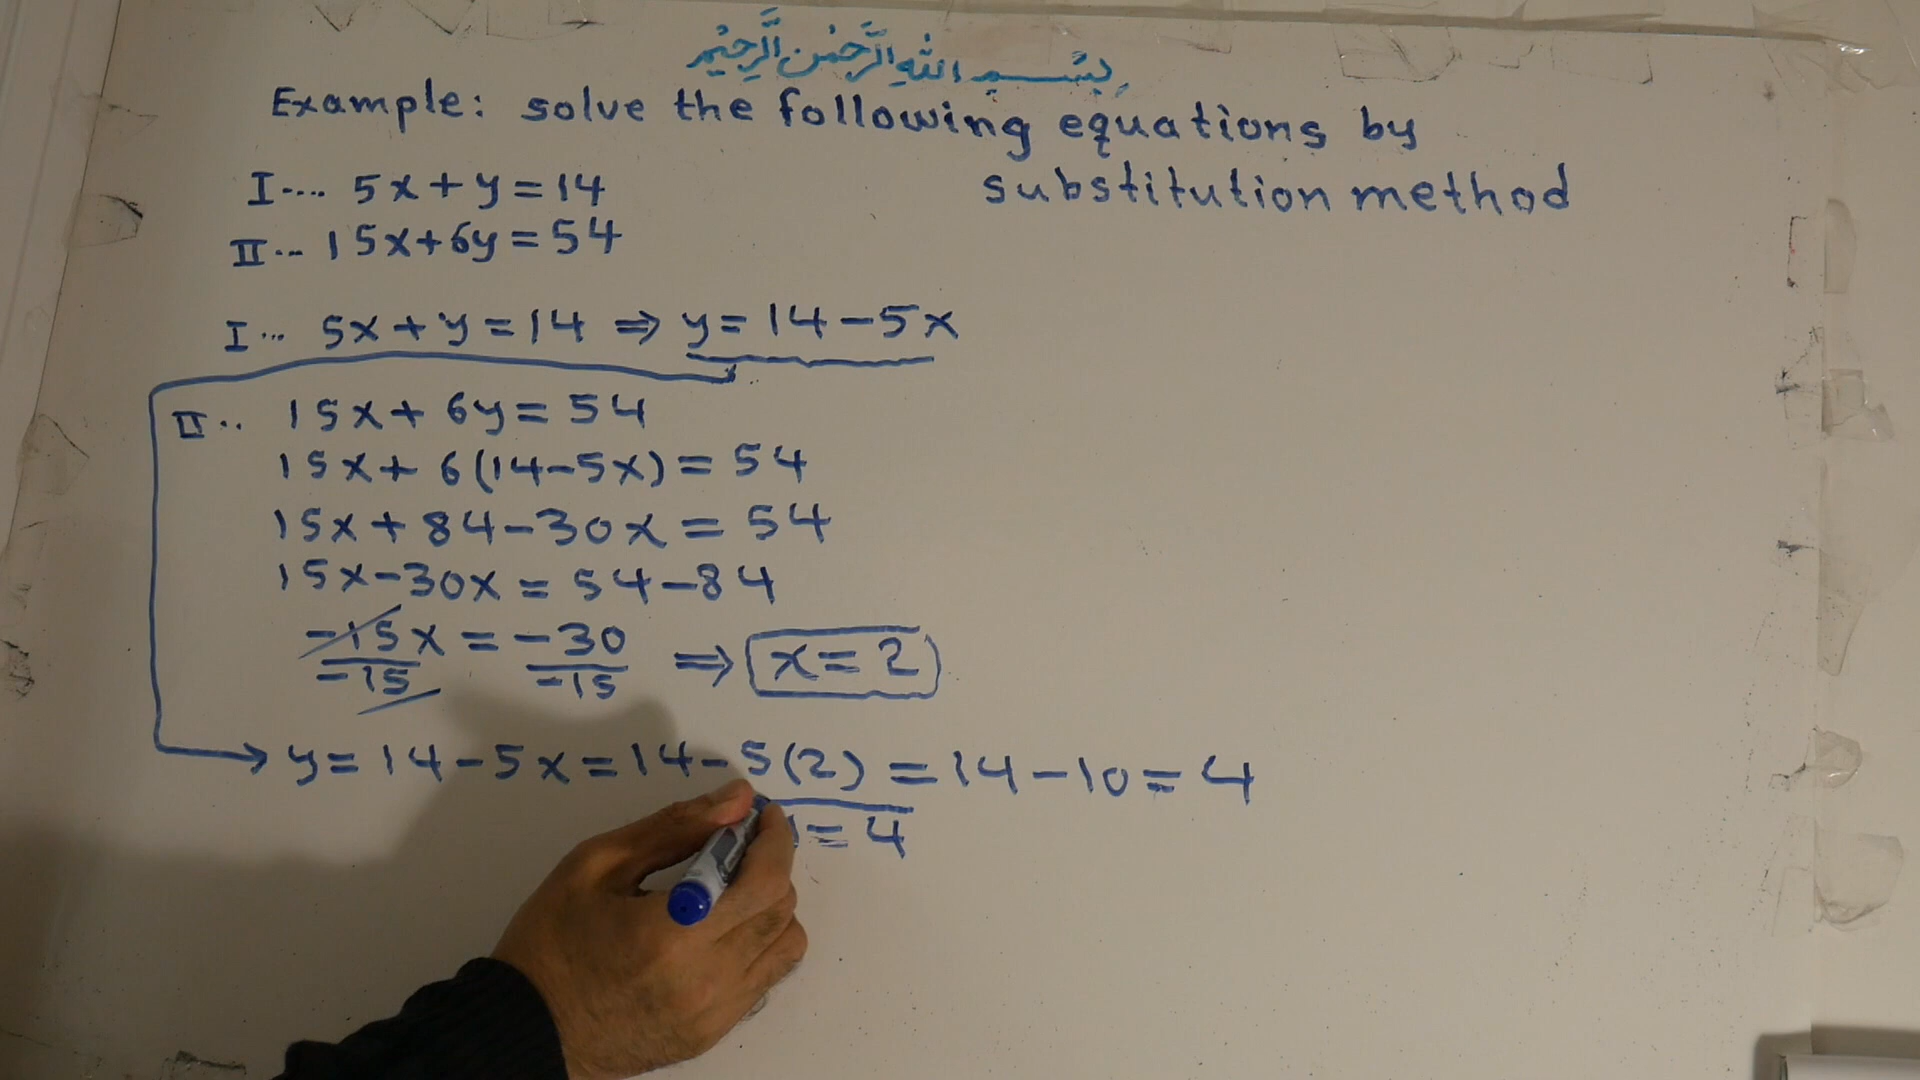 بِسْمِ اللهِ الرَّحْمٰنِ الرَّحِيْمِ
Example: solve the following equations by
substitution method
I.... 5x + y = 14
II... 15x + 6y = 54
I... 5x + y = 14 ⇒ y = 14 - 5x
II.. 15x + 6y = 54
15x + 6(14 - 5x) = 54
15x + 84 - 30x = 54
15x - 30x = 54 - 84
-15x/-15 = -30/-15 ⇒ x = 2
y = 14 - 5x = 14 - 5(2) = 14 - 10 = 4
= 4